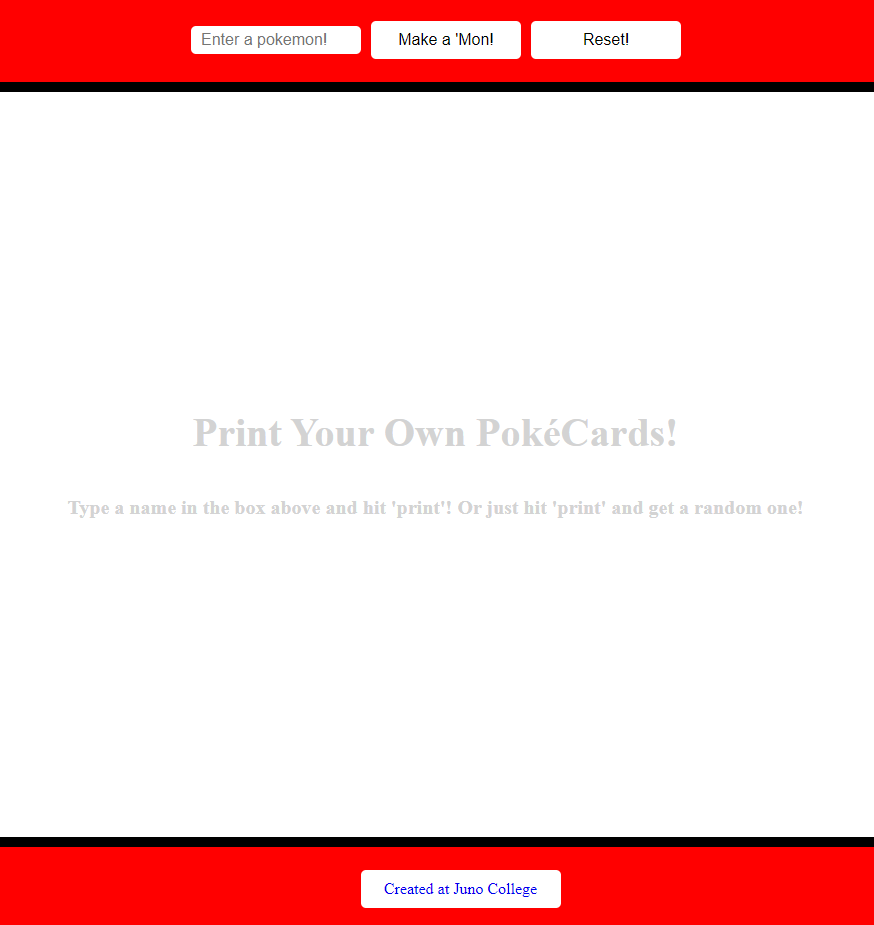 Enter a pokemon! Make a 'Mon! Reset!
Print Your Own PokéCards!
Type a name in the box above and hit 'print'! Or just hit 'print' and get a random one!
Created at Juno College